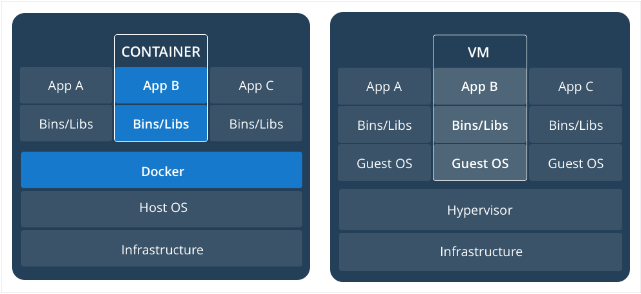 CONTAINER
App A App B App C
Bins/Libs Bins/Libs Bins/Libs
Docker
Host OS
Infrastructure
VM
App A App B App C
Bins/Libs Bins/Libs Bins/Libs
Guest OS Guest OS Guest OS
Hypervisor
Infrastructure